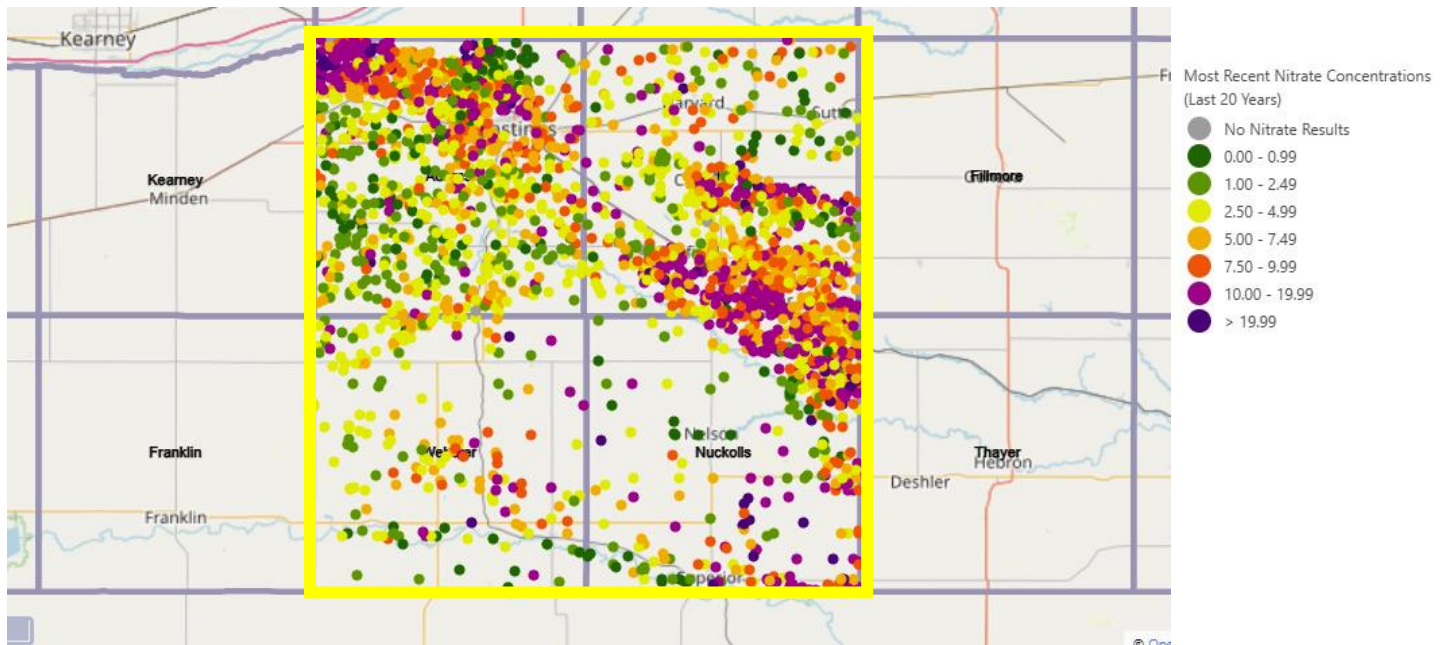 Kearney
Most Recent Nitrate Concentrations
(Last 20 Years)
No Nitrate Results
0.00 - 0.99
1.00 - 2.49
2.50 - 4.99
5.00 - 7.49
7.50 - 9.99
10.00 - 19.99
> 19.99
Kearney
Minden
Fillmore
Franklin
Nelson
Nuckolls
Thayer
Hebron
Deshler
Franklin
Superior